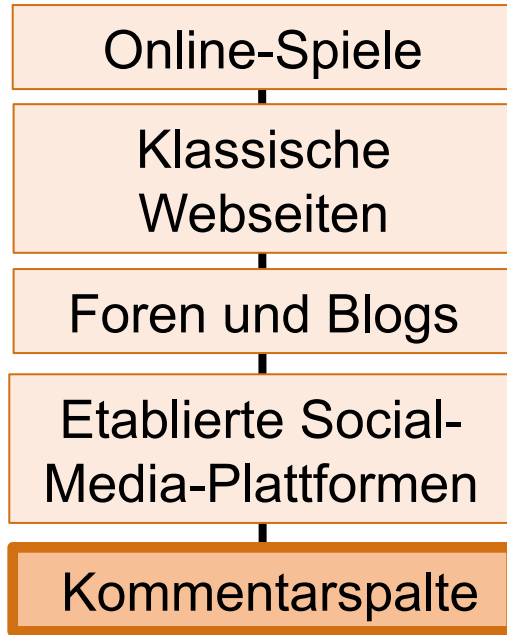 Online-Spiele
Klassische
Webseiten
Foren und Blogs
Etablierte Social-
Media-Plattformen
Kommentarspalte